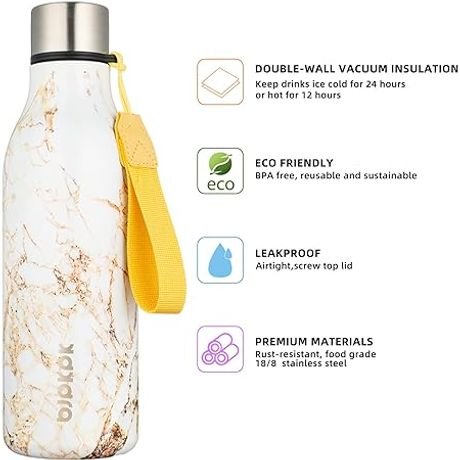 DOUBLE-WALL VACUUM INSULATION
Keep drinks ice cold for 24 hours
or hot for 12 hours
eco
ECO FRIENDLY
BPA free, reusable and sustainable
LEAKPROOF
Airtight,screw top lid
PREMIUM MATERIALS
Rust-resistant, food grade
18/8 stainless steel
bjpkpk